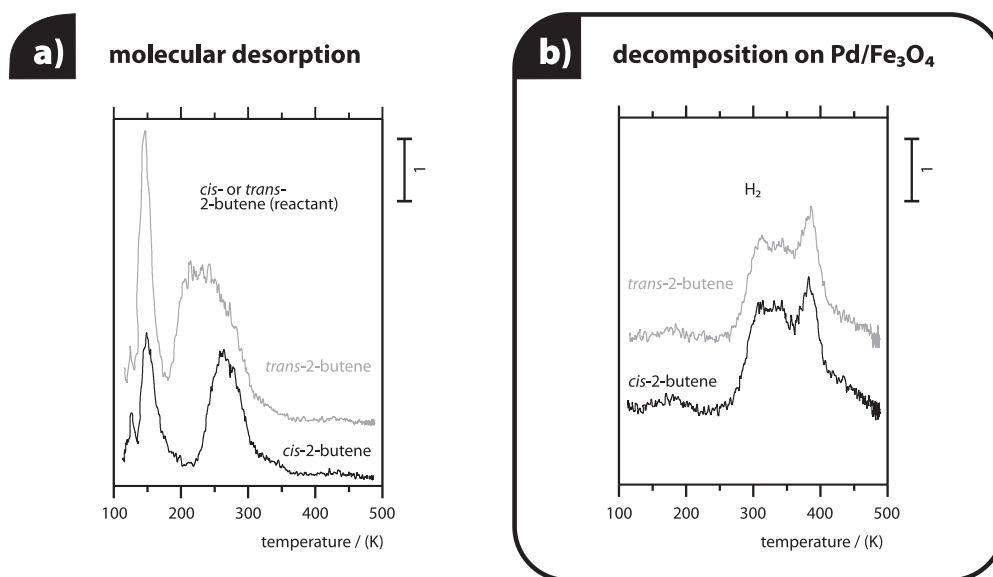 a) molecular desorption
cis- or trans-
2-butene (reactant)
trans-2-butene
cis-2-butene
1
100 200 300 400 500
temperature / (K)
b) decomposition on Pd/Fe₃O₄
H₂
trans-2-butene
cis-2-butene
1
100 200 300 400 500
temperature / (K)